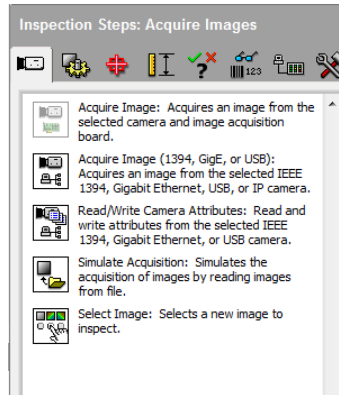 Inspection Steps: Acquire Images
123
Acquire Image: Acquires an image from the
selected camera and image acquisition
board.
Acquire Image (1394, GigE, or USB):
Acquires an image from the selected IEEE
1394, Gigabit Ethernet, USB, or IP camera.
Read/Write Camera Attributes: Read and
write attributes from the selected IEEE
1394, Gigabit Ethernet, or USB camera.
Simulate Acquisition: Simulates the
acquisition of images by reading images
from file.
Select Image: Selects a new image to
inspect.